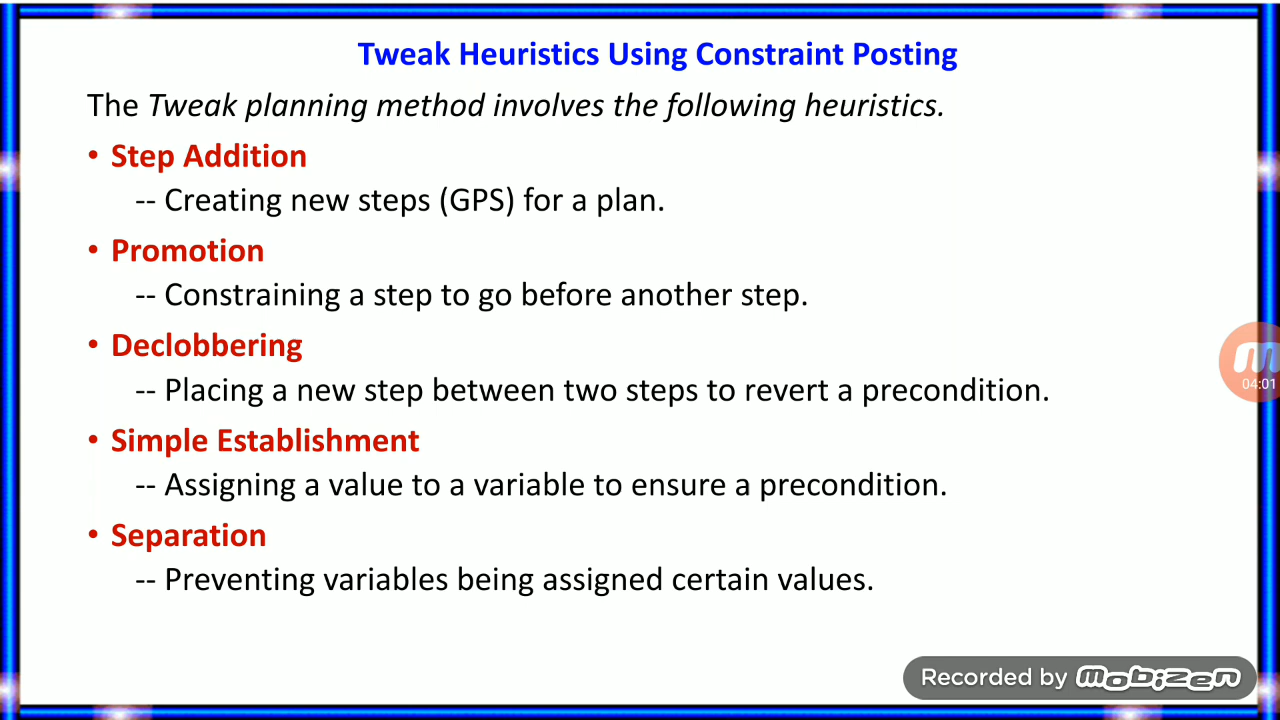 Tweak Heuristics Using Constraint Posting
The Tweak planning method involves the following heuristics.
• Step Addition
-- Creating new steps (GPS) for a plan.
• Promotion
-- Constraining a step to go before another step.
• Declobbering
-- Placing a new step between two steps to revert a precondition.
• Simple Establishment
-- Assigning a value to a variable to ensure a precondition.
• Separation
-- Preventing variables being assigned certain values.
04:01
Recorded by mobizen